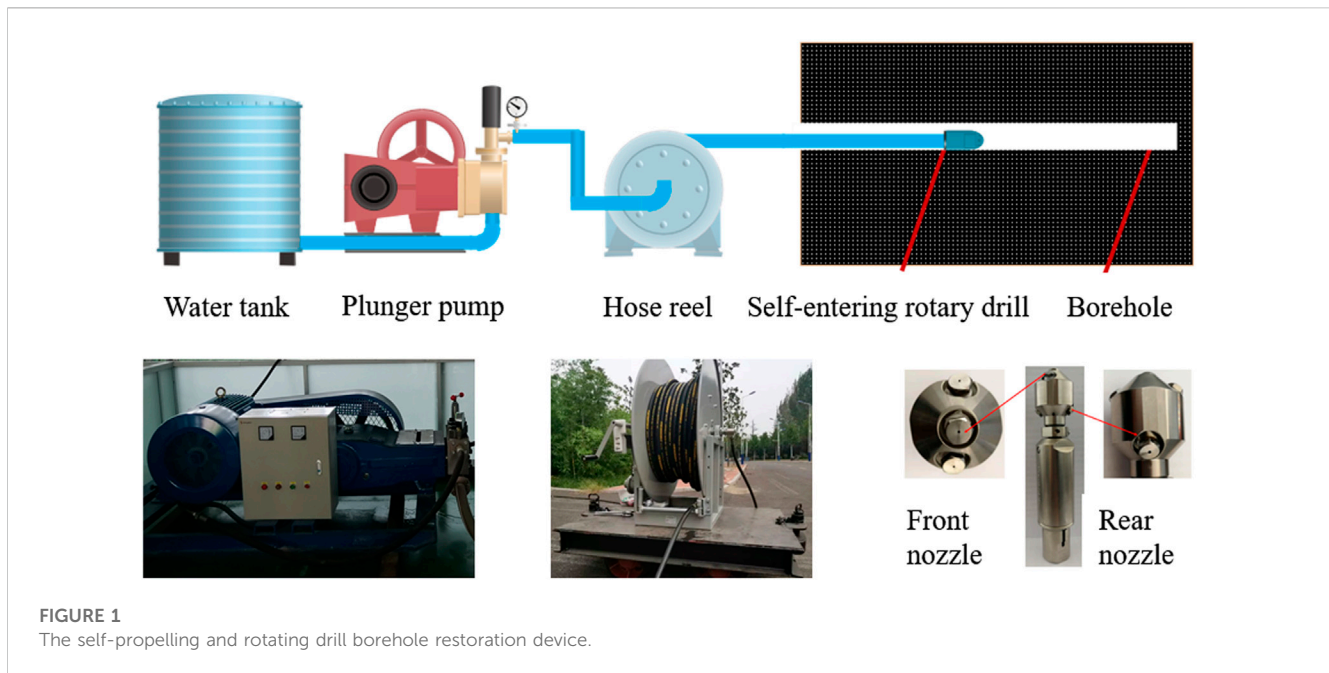 Water tank
Plunger pump
Hose reel
Self-entering rotary drill
Borehole
Front
nozzle
Rear
nozzle
FIGURE 1
The self-propelling and rotating drill borehole restoration device.